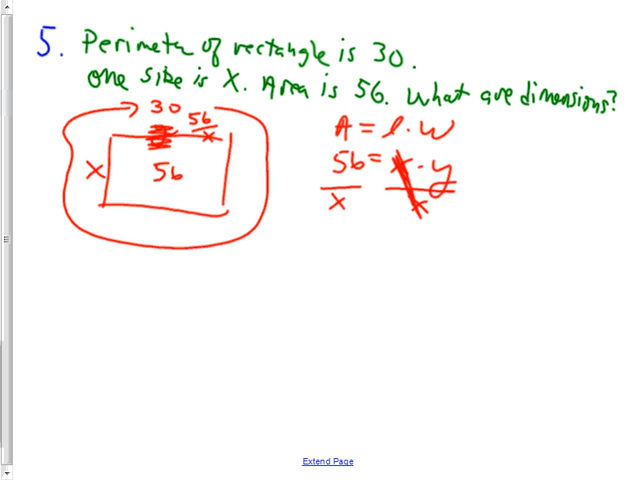 5. Perimeter of rectangle is 30.
One side is X. Area is 56. What are dimensions?
30
56
x
x
56
A = l · w
56 = x · y
x x
Extend Page